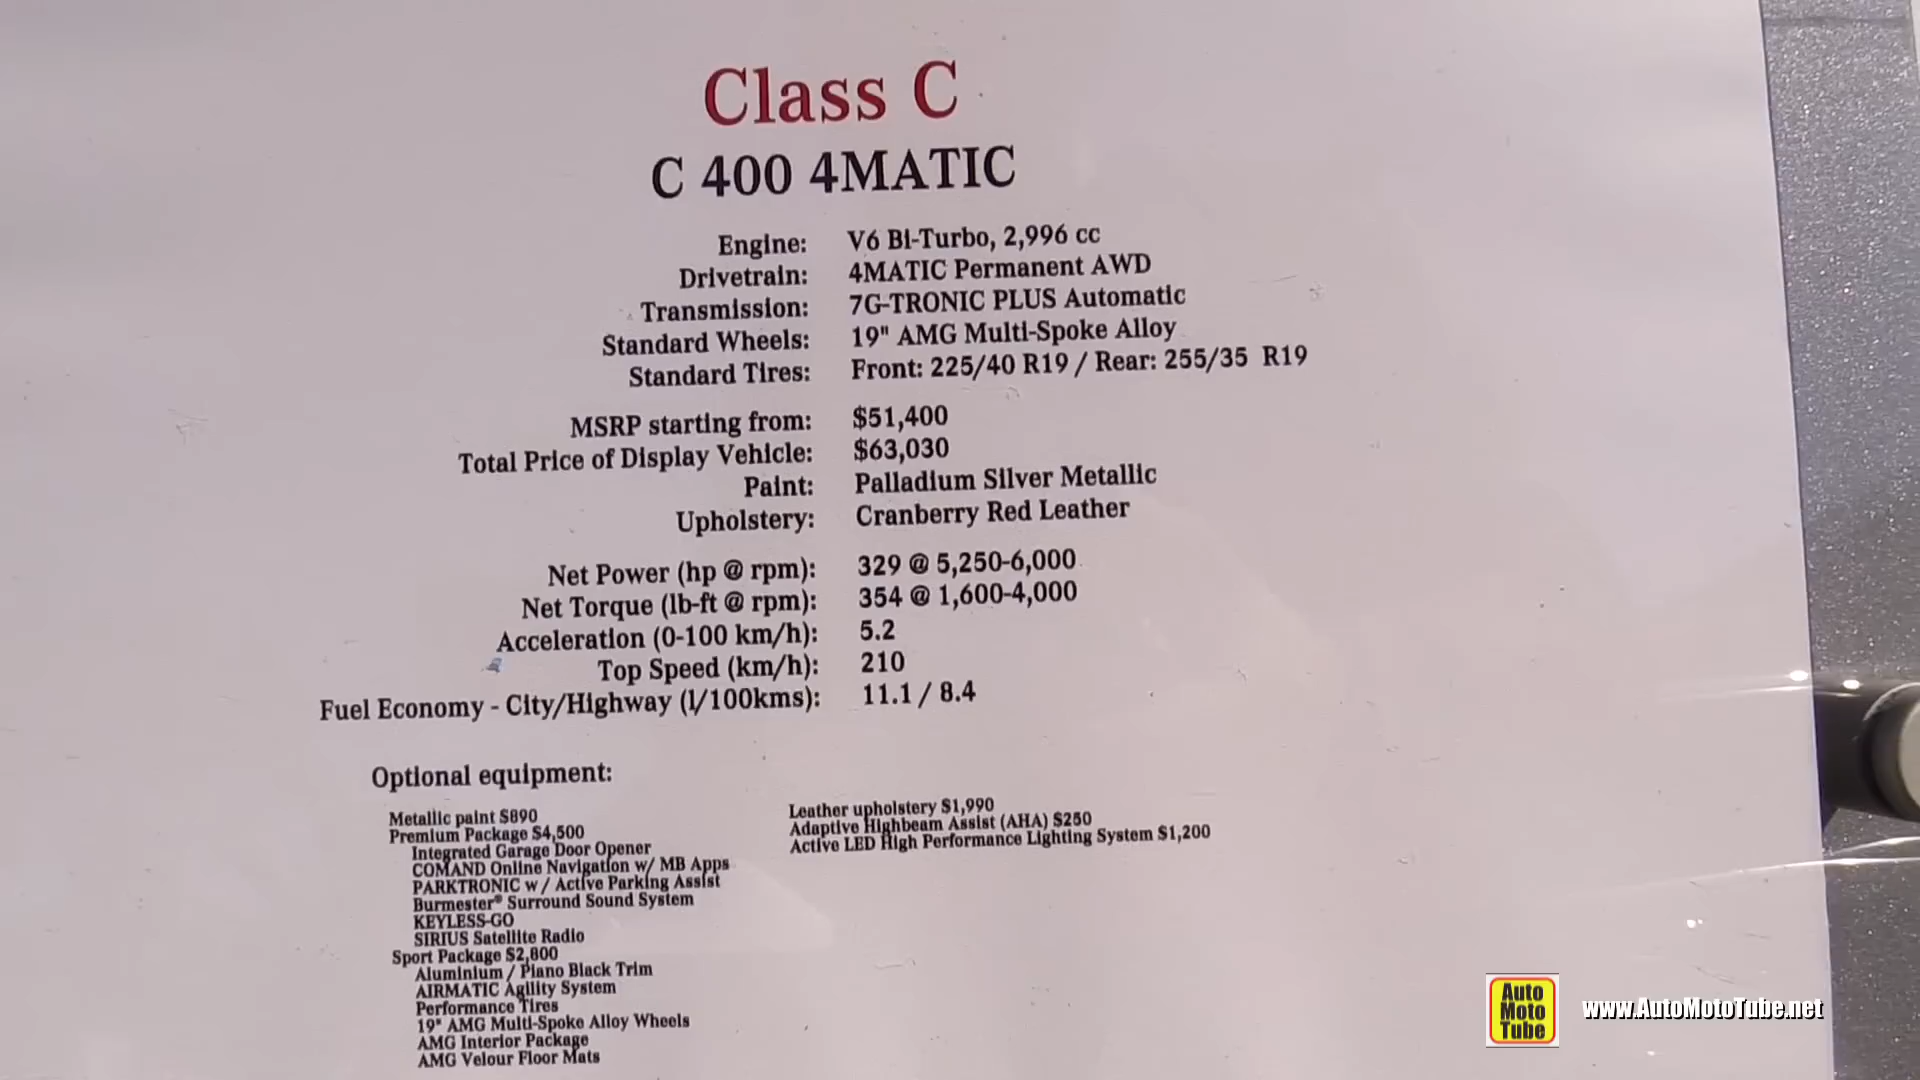 Class C
C 400 4MATIC
Engine: V6 Bi-Turbo, 2,996 cc
Drivetrain: 4MATIC Permanent AWD
Transmission: 7G-TRONIC PLUS Automatic
Standard Wheels: 19" AMG Multi-Spoke Alloy
Standard Tires: Front: 225/40 R19 / Rear: 255/35 R19
MSRP starting from: $51,400
Total Price of Display Vehicle: $63,030
Paint: Palladium Silver Metallic
Upholstery: Cranberry Red Leather
Net Power (hp @ rpm): 329 @ 5,250-6,000
Net Torque (lb-ft @ rpm): 354 @ 1,600-4,000
Acceleration (0-100 km/h): 5.2
Top Speed (km/h): 210
Fuel Economy - City/Highway (l/100kms): 11.1 / 8.4
Optional equipment:
Metallic paint $890
Premium Package $4,500
Integrated Garage Door Opener
COMAND Online Navigation w/ MB Apps
PARKTRONIC w/ Active Parking Assist
Burmester® Surround Sound System
KEYLESS-GO
SIRIUS Satellite Radio
Sport Package $2,800
Aluminium / Piano Black Trim
AIRMATIC Agility System
Performance Tires
19" AMG Multi-Spoke Alloy Wheels
AMG Interior Package
AMG Velour Floor Mats
Leather upholstery $1,990
Adaptive Highbeam Assist (AHA) $250
Active LED High Performance Lighting System $1,200
Auto
Moto
Tube
www.AutoMotoTube.net